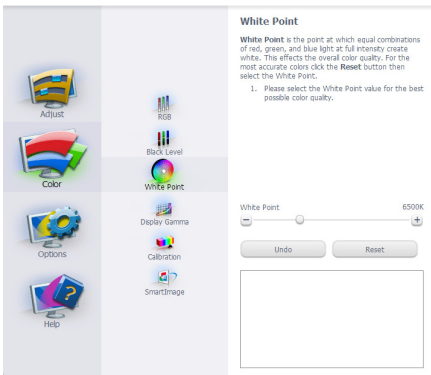 Adjust
Color
Options
Help
RGB
Black Level
White Point
Display Gamma
Calibration
SmartImage
White Point
White Point is the point at which equal combinations
of red, green, and blue light at full intensity create
white. This effects the overall color quality. For the
most accurate colors click the Reset button then
select the White Point.
1. Please select the White Point value for the best
possible color quality.
White Point 6500K
Undo Reset